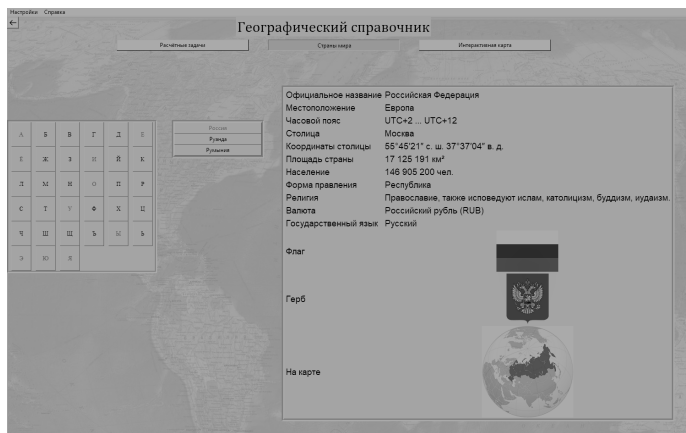 Настройки Справка
Географический справочник
Расчётные задачи Страны мира Интерактивная карта
А Б В Г Д Е
Ё Ж З И Й К
Л М Н О П Р
С Т У Ф Х Ц
Ч Ш Щ Ъ Ы Ь
Э Ю Я
Россия
Руанда
Румыния
Официальное название Российская Федерация
Местоположение Европа
Часовой пояс UTC+2 ... UTC+12
Столица Москва
Координаты столицы 55°45'21" с. ш. 37°37'04" в. д.
Площадь страны 17 125 191 км²
Население 146 905 200 чел.
Форма правления Республика
Религия Православие, также исповедуют ислам, католицизм, буддизм, иудаизм.
Валюта Российский рубль (RUB)
Государственный язык Русский
Флаг
Герб
На карте